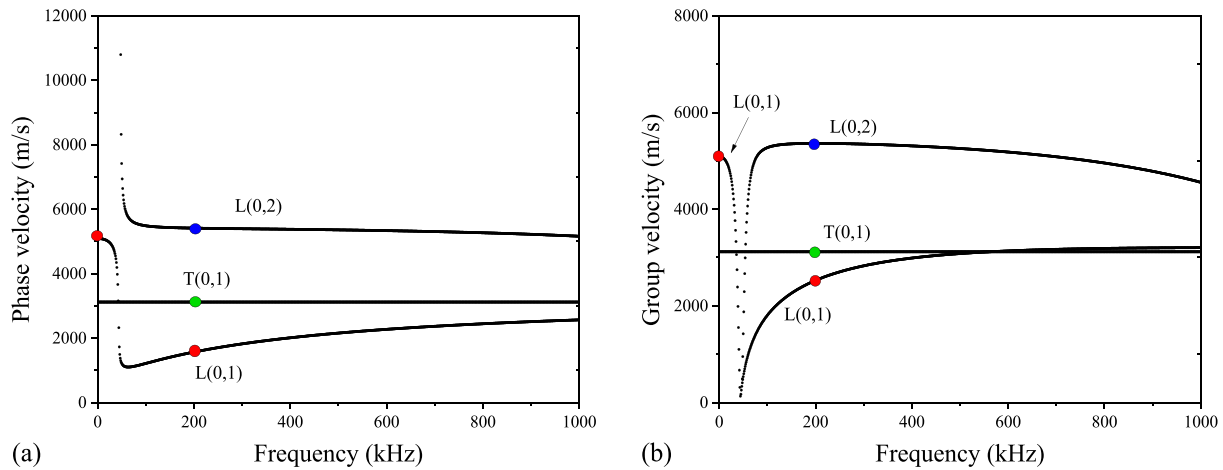 12000
10000
8000
6000
4000
2000
0
0
200
400
600
800
1000
Phase velocity (m/s)
Frequency (kHz)
L(0,2)
T(0,1)
L(0,1)
(a)
8000
6000
4000
2000
0
0
200
400
600
800
1000
Group velocity (m/s)
Frequency (kHz)
L(0,1)
L(0,2)
T(0,1)
L(0,1)
(b)